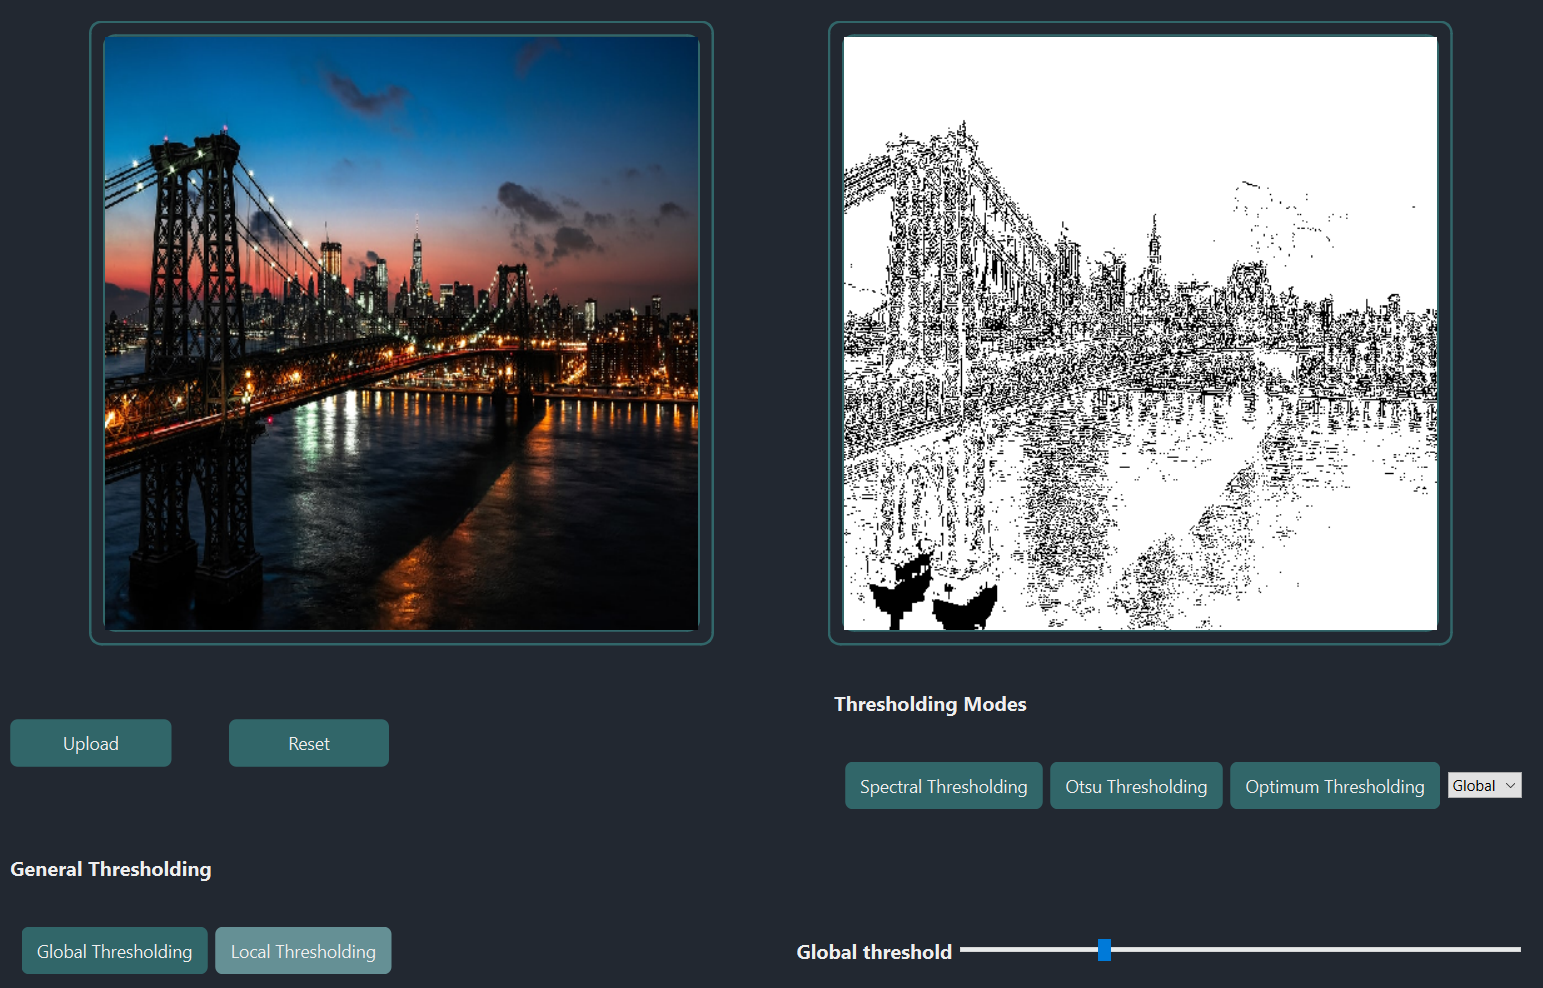 Thresholding Modes
Upload
Reset
Spectral Thresholding
Otsu Thresholding
Optimum Thresholding
Global
General Thresholding
Global Thresholding
Local Thresholding
Global threshold